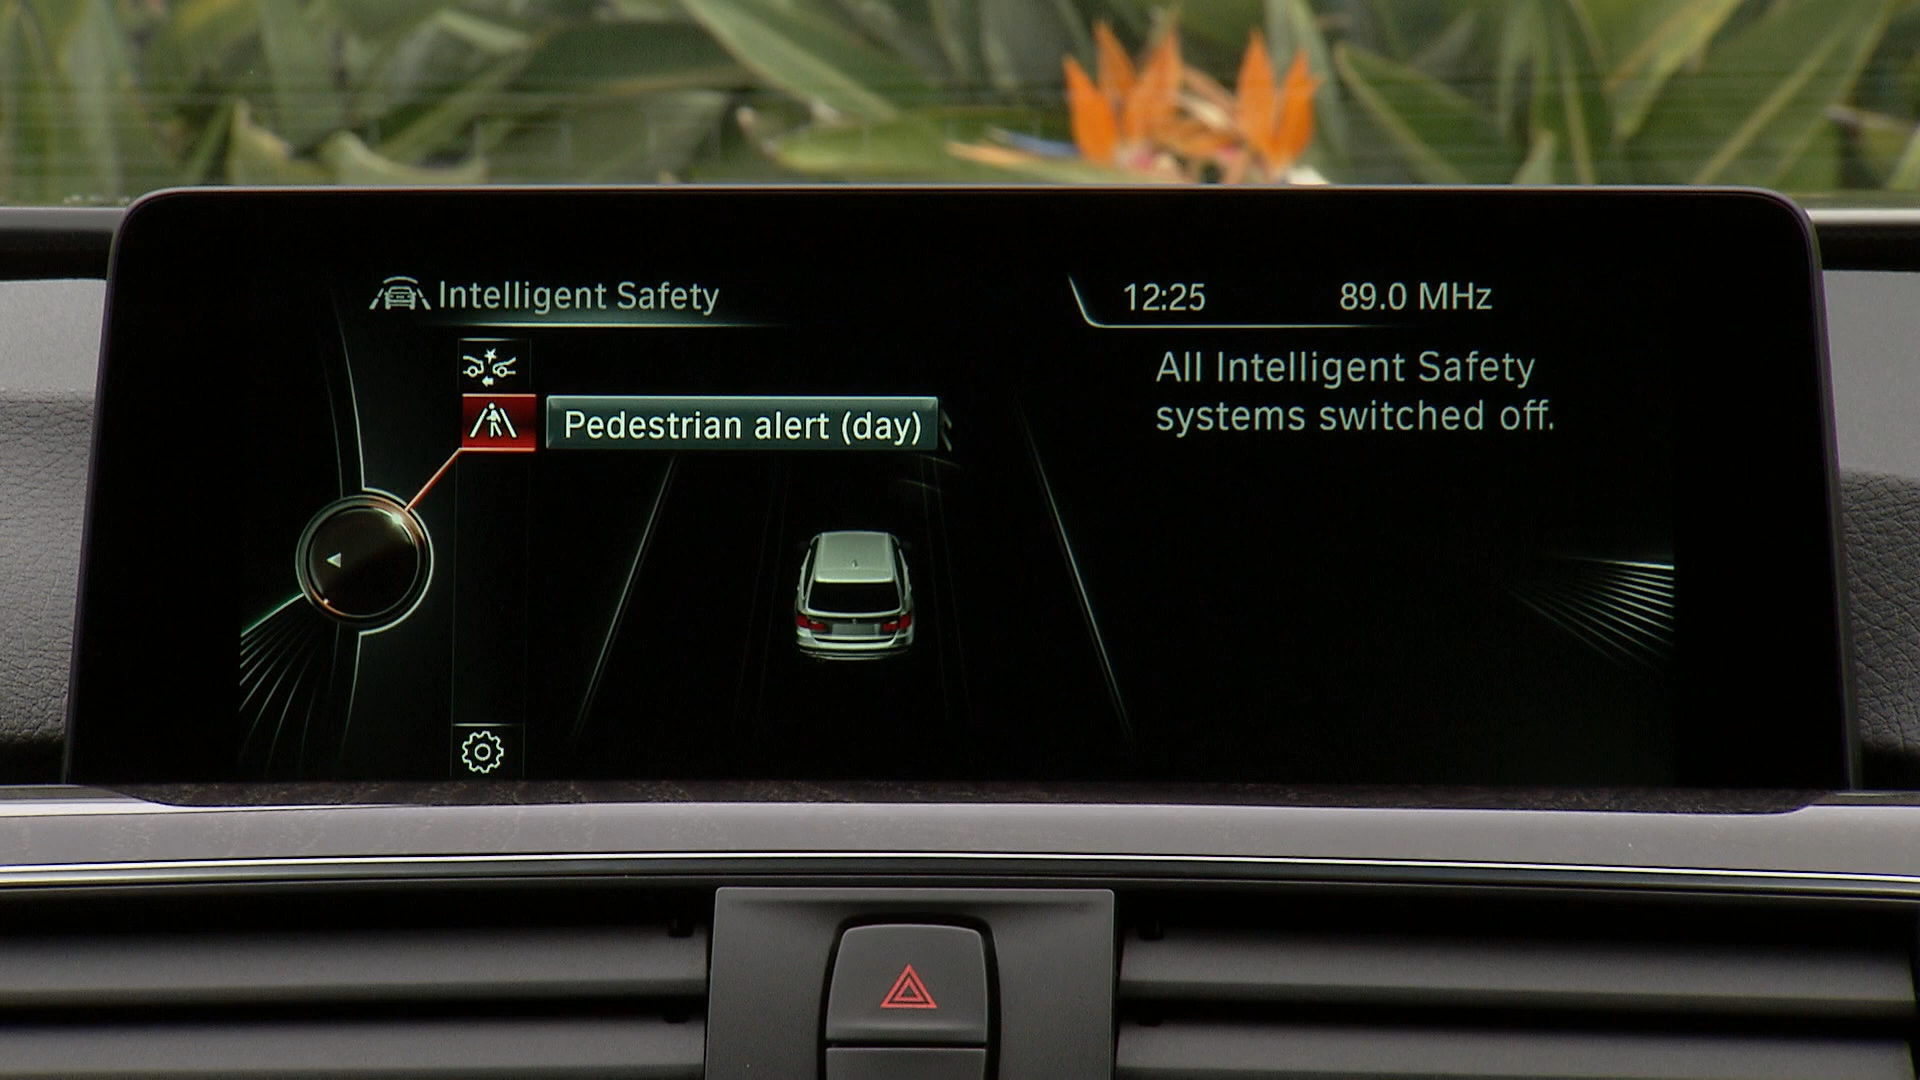 Intelligent Safety
12:25 89.0 MHz
Pedestrian alert (day)
All Intelligent Safety
systems switched off.